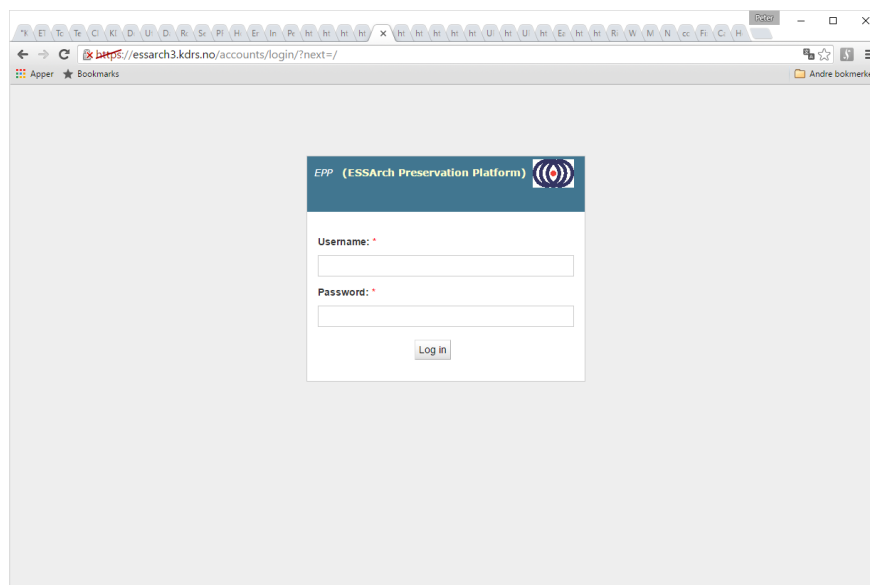 Peter
https://essarch3.kdrs.no/accounts/login/?next=/
Apper Bookmarks Andre bokmerke
EPP (ESSArch Preservation Platform)
Username: *
Password: *
Log in